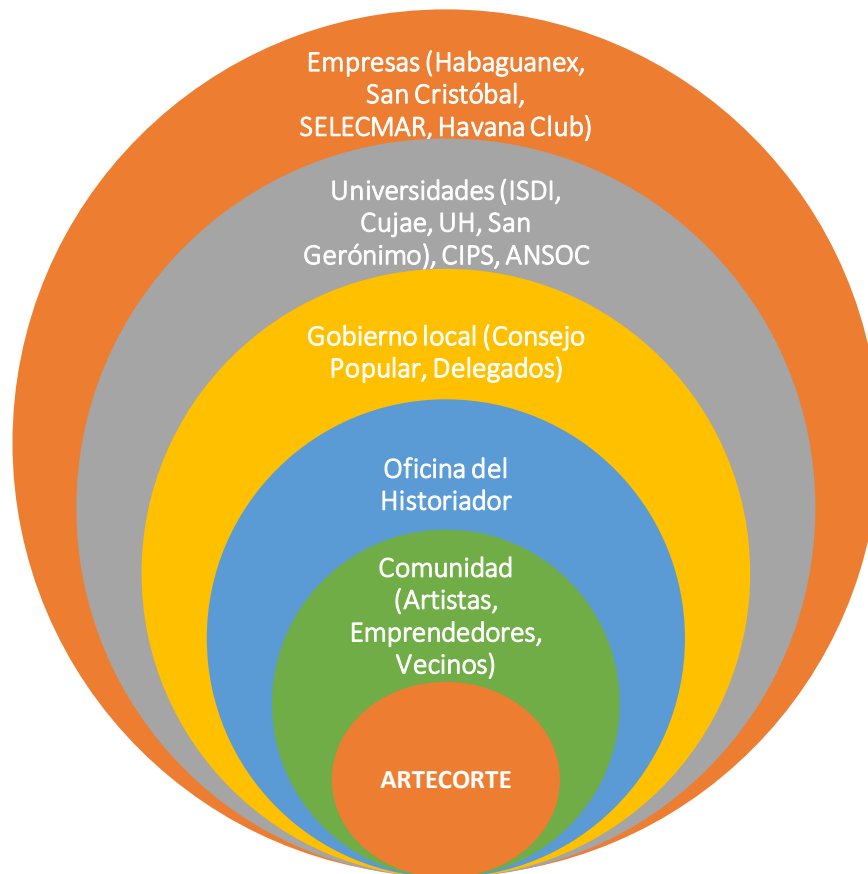 Empresas (Habaguanex,
San Cristóbal,
SELECMAR, Havana Club)
Universidades (ISDI,
Cujae, UH, San
Gerónimo), CIPS, ANSOC
Gobierno local (Consejo
Popular, Delegados)
Oficina del
Historiador
Comunidad
(Artistas,
Emprendedores,
Vecinos)
ARTECORTE